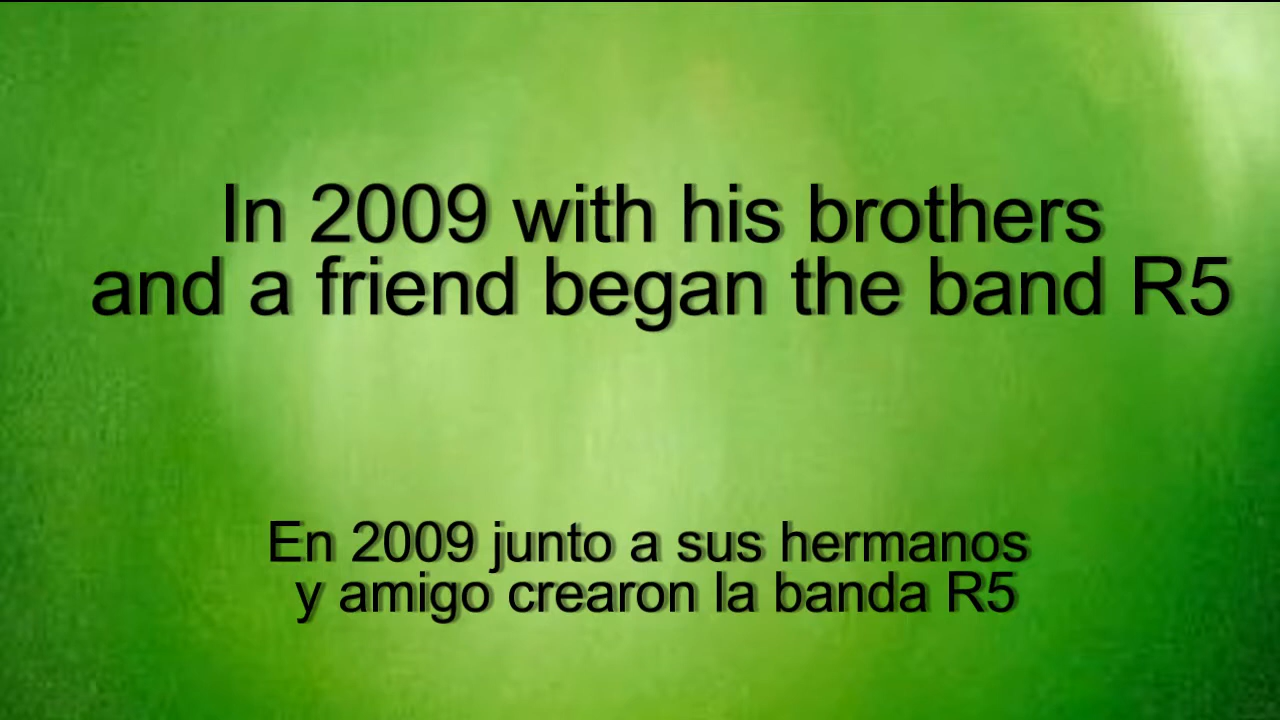 In 2009 with his brothers
and a friend began the band R5
En 2009 junto a sus hermanos
y amigo crearon la banda R5